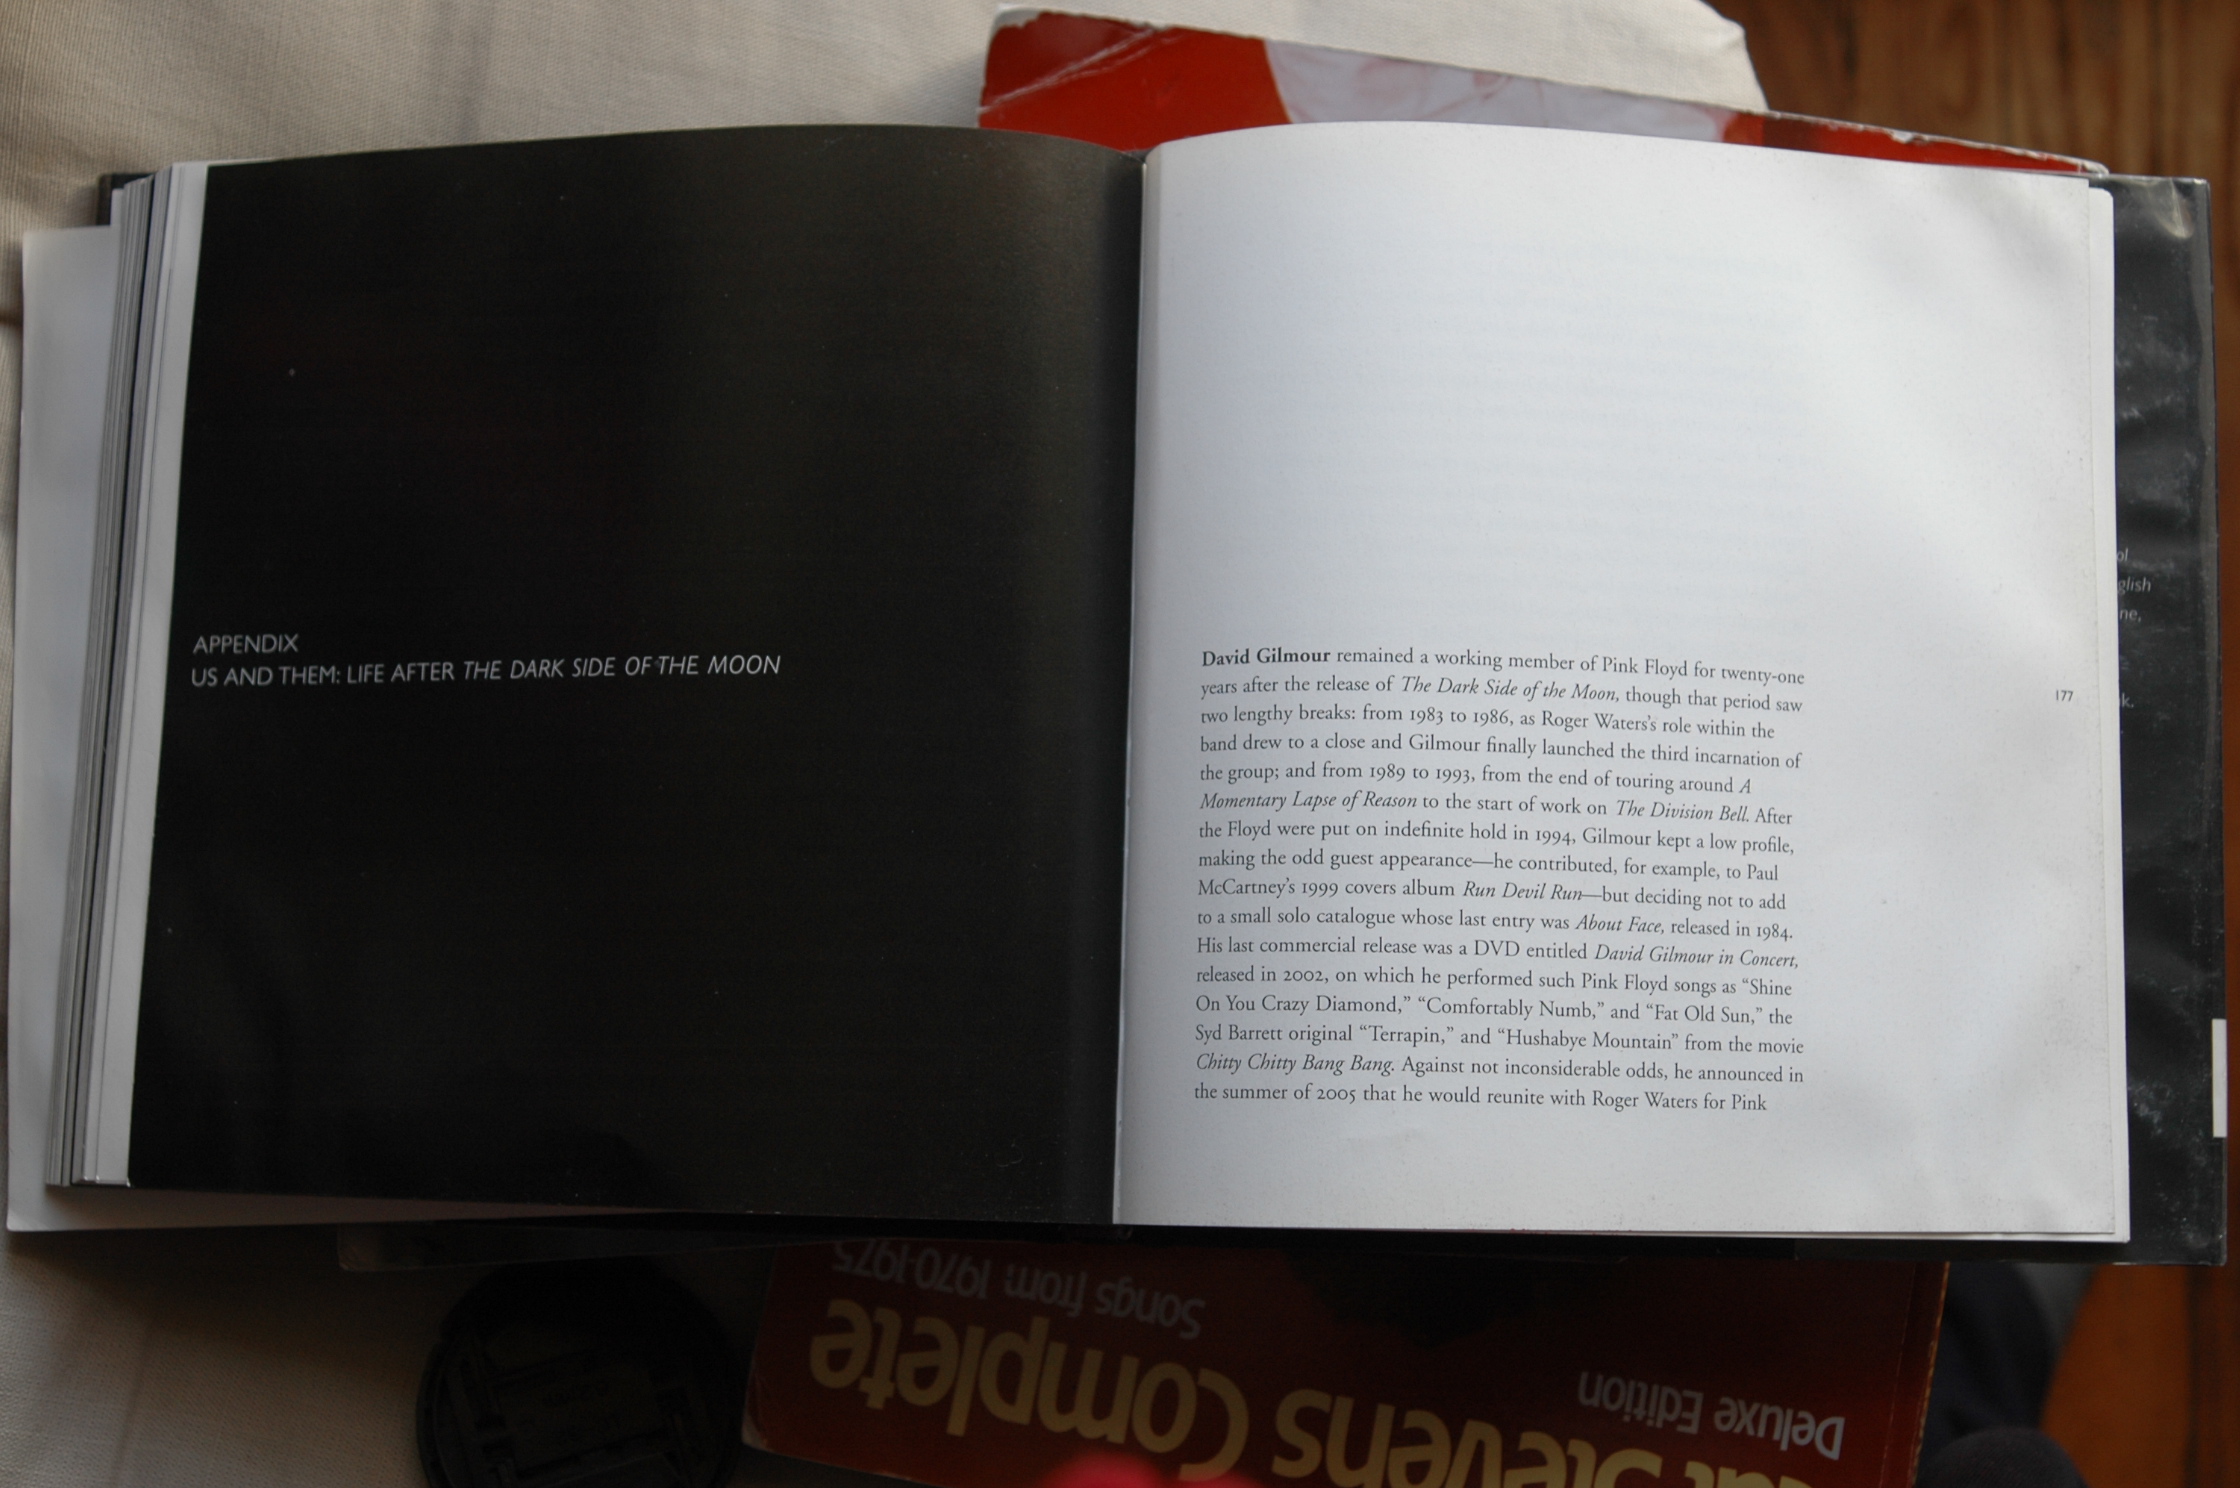 APPENDIX
US AND THEM: LIFE AFTER THE DARK SIDE OF THE MOON
David Gilmour remained a working member of Pink Floyd for twenty-one
years after the release of The Dark Side of the Moon, though that period saw
two lengthy breaks: from 1983 to 1986, as Roger Waters's role within the
band drew to a close and Gilmour finally launched the third incarnation of
the group; and from 1989 to 1993, from the end of touring around A
Momentary Lapse of Reason to the start of work on The Division Bell. After
the Floyd were put on indefinite hold in 1994, Gilmour kept a low profile,
making the odd guest appearance—he contributed, for example, to Paul
McCartney's 1999 covers album Run Devil Run—but deciding not to add
to a small solo catalogue whose last entry was About Face, released in 1984.
His last commercial release was a DVD entitled David Gilmour in Concert,
released in 2002, on which he performed such Pink Floyd songs as “Shine
On You Crazy Diamond,” “Comfortably Numb,” and “Fat Old Sun,” the
Syd Barrett original “Terrapin,” and “Hushabye Mountain” from the movie
Chitty Chitty Bang Bang. Against not inconsiderable odds, he announced in
the summer of 2005 that he would reunite with Roger Waters for Pink
177
ol
glish
ne,
k.
Deluxe Edition
at Stevens Complete
Songs from: 1970-1975